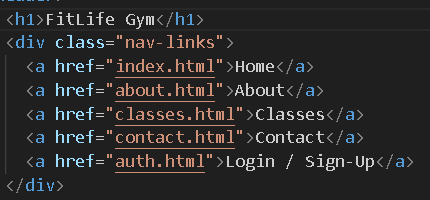 <h1>FitLife Gym</h1>
<div class="nav-links">
<a href="index.html">Home</a>
<a href="about.html">About</a>
<a href="classes.html">Classes</a>
<a href="contact.html">Contact</a>
<a href="auth.html">Login / Sign-Up</a>
</div>